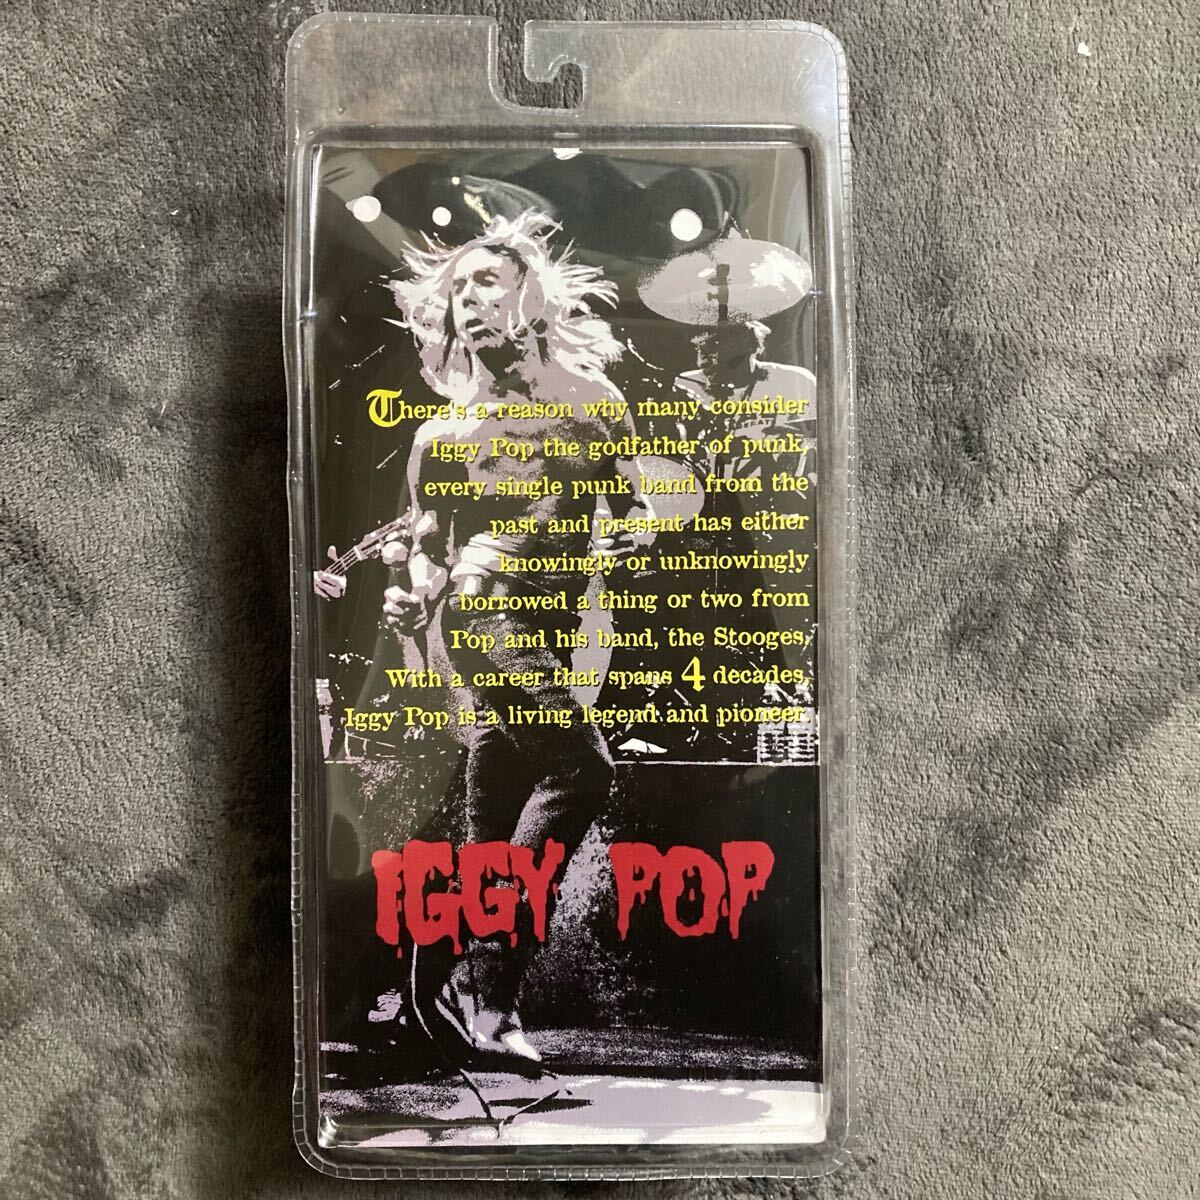 There's a reason why many consider
Iggy Pop the godfather of punk,
every single punk band from the
past and present has either
knowingly or unknowingly
borrowed a thing or two from
Pop and his band, the Stooges.
With a career that spans 4 decades,
Iggy Pop is a living legend and pioneer.
IGGY POP